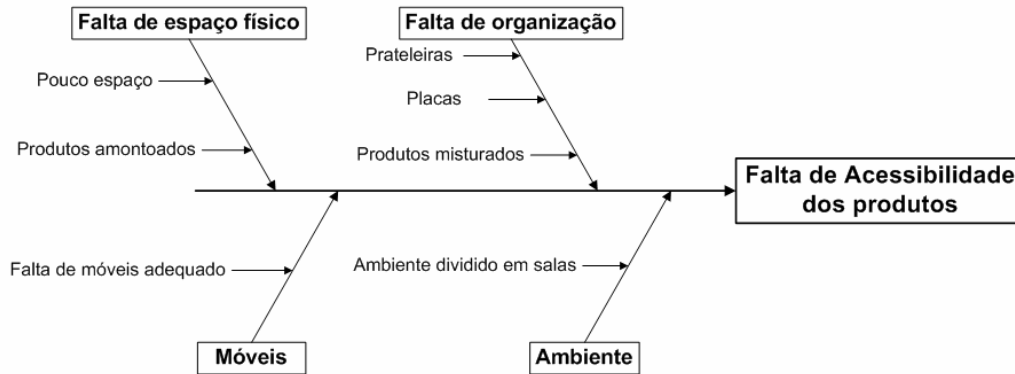 Falta de espaço físico
Falta de organização
Prateleiras
Pouco espaço
Placas
Produtos amontoados
Produtos misturados
Falta de Acessibilidade
dos produtos
Falta de móveis adequado
Ambiente dividido em salas
Móveis
Ambiente